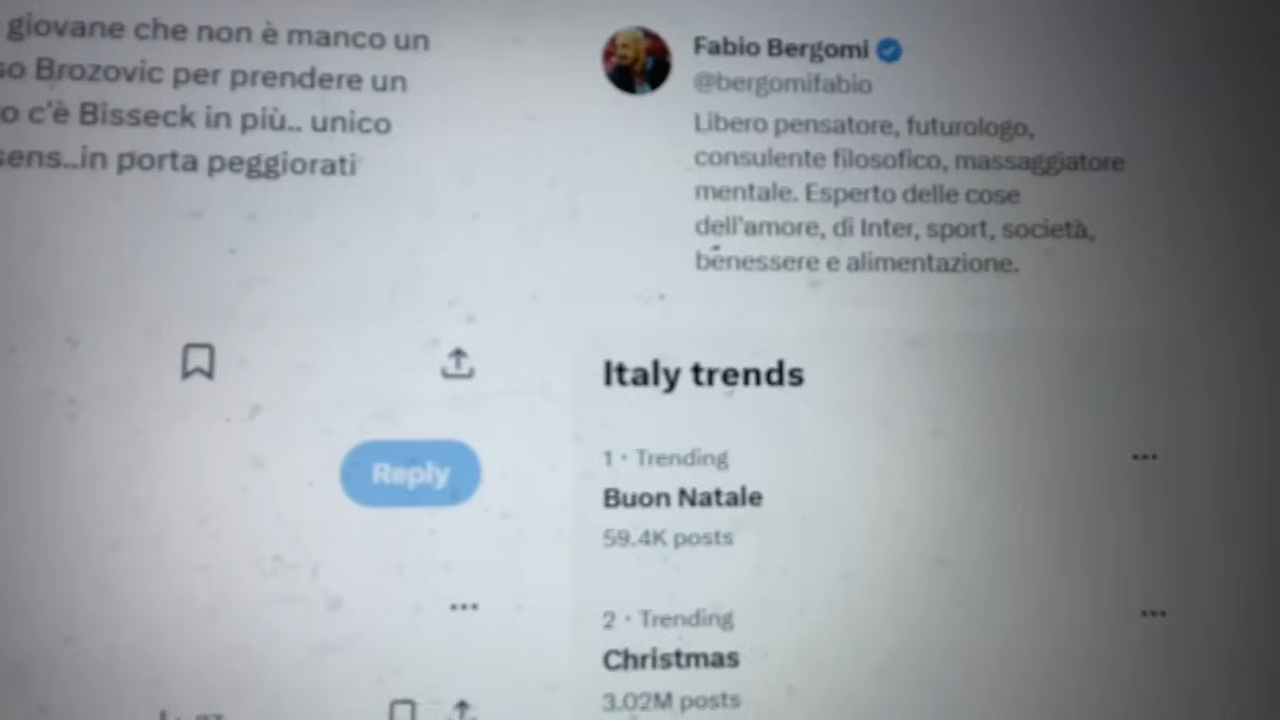 giovane che non è manco un
so Brozovic per prendere un
o c'è Bisseck in più.. unico
sens..in porta peggiorati
Reply
Fabio Bergomi
@bergomifabio
Libero pensatore, futurologo,
consulente filosofico, massaggiatore
mentale. Esperto delle cose
dell'amore, di Inter, sport, società,
benessere e alimentazione.
Italy trends
1 · Trending
Buon Natale
59.4K posts
2 · Trending
Christmas
3.02M posts